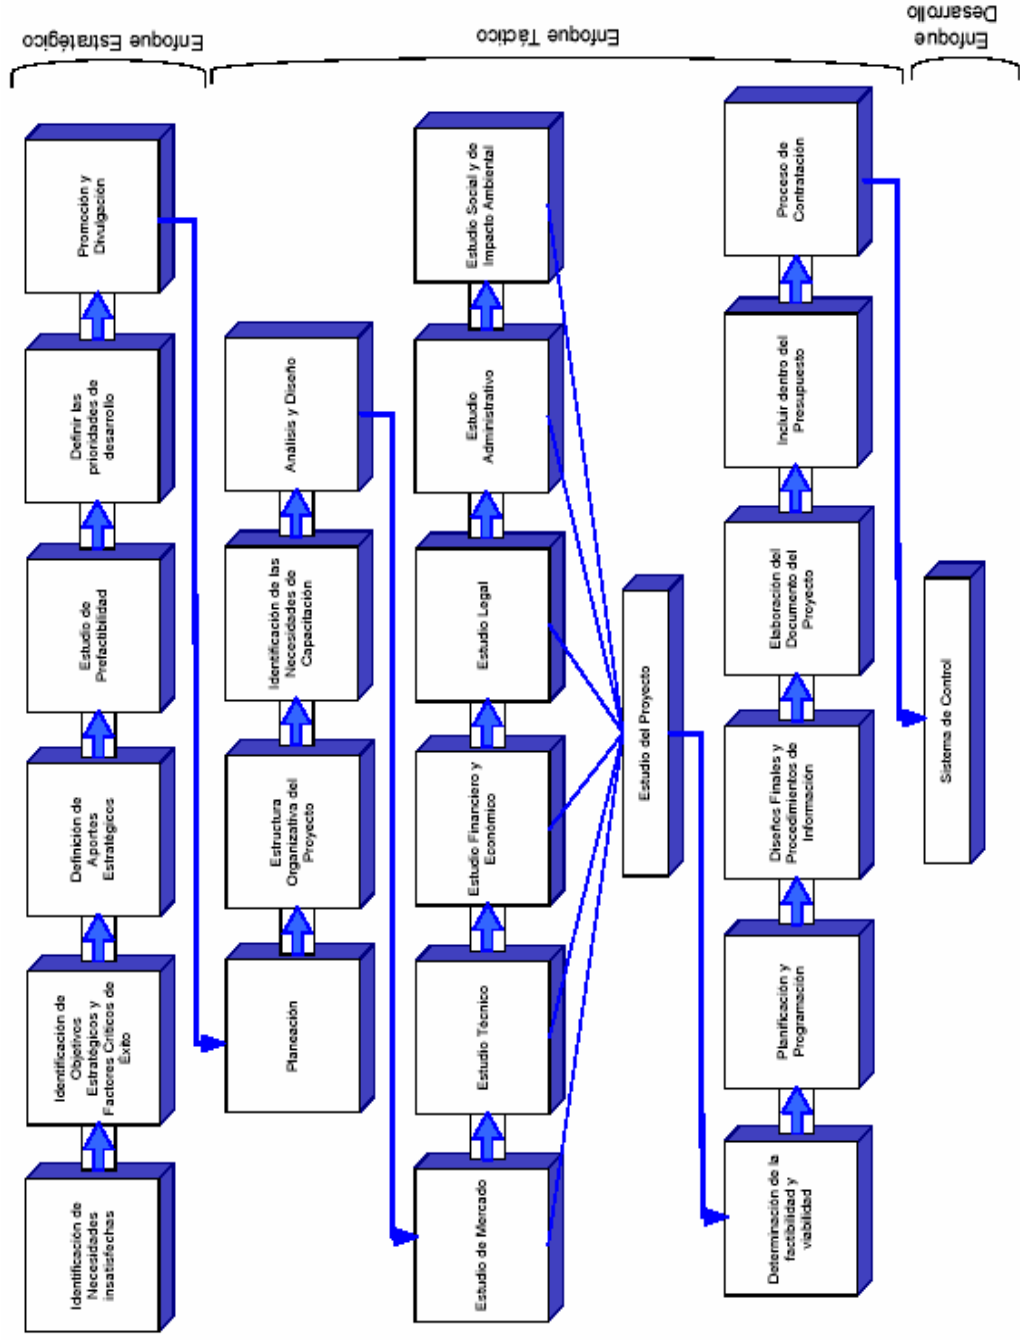 Enfoque Estratégico
Identificación de
Necesidades
insatisfechas
Identificación de
Objetivos
Estratégicos y
Factores Críticos de
Éxito
Definición de
Aportes
Estratégicos
Estudio de
Prefactibilidad
Definir las
prioridades de
desarrollo
Promoción y
Divulgación
Enfoque Táctico
Planeación
Estructura
Organizativa del
Proyecto
Identificación de las
Necesidades de
Capacitación
Análisis y Diseño
Estudio de Mercado
Estudio Técnico
Estudio Financiero y
Económico
Estudio Legal
Estudio
Administrativo
Estudio Social y de
Impacto Ambiental
Estudio del Proyecto
Determinación de la
factibilidad y
viabilidad
Planificación y
Programación
Diseños Finales y
Procedimientos de
Información
Elaboración del
Documento del
Proyecto
Incluir dentro del
Presupuesto
Proceso de
Contratación
Enfoque
Desarrollo
Sistema de Control